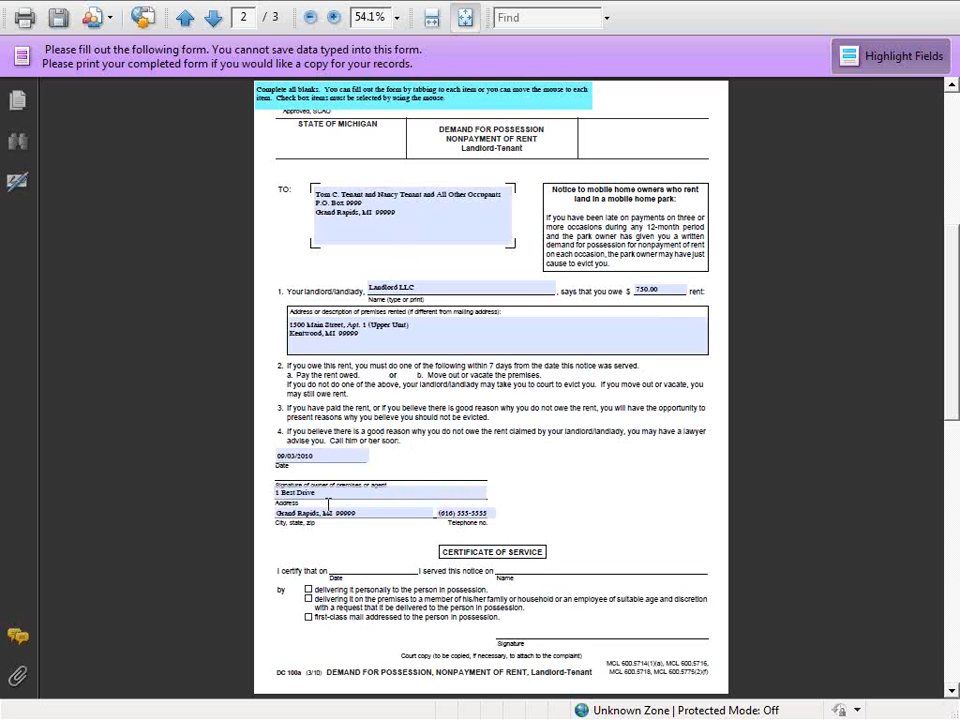 2 / 3 54.1% Find
Please fill out the following form. You cannot save data typed into this form.
Please print your completed form if you would like a copy for your records.
Highlight Fields
Complete all blanks. You can fill out the form by tabbing to each item or you can move the mouse to each
item. Check box items must be selected by using the mouse.
Approved, SCAO
STATE OF MICHIGAN
DEMAND FOR POSSESSION
NONPAYMENT OF RENT
Landlord-Tenant
TO:
Tom C. Tenant and Nancy Tenant and All Other Occupants
P.O. Box 9999
Grand Rapids, MI 99999
Notice to mobile home owners who rent
land in a mobile home park:
If you have been late on payments on three or
more occasions during any 12-month period
and the park owner has given you a written
demand for possession for nonpayment of rent
on each occasion, the park owner may have just
cause to evict you.
1. Your landlord/landlady, Landlord LLC , says that you owe $ 750.00 rent:
Name (type or print)
Address or description of premises rented (if different from mailing address):
1500 Main Street, Apt. 1 (Upper Unit)
Kentwood, MI 99999
2. If you owe this rent, you must do one of the following within 7 days from the date this notice was served.
a. Pay the rent owed. or b. Move out or vacate the premises.
If you do not do one of the above, your landlord/landlady may take you to court to evict you. If you move out or vacate, you
may still owe rent.
3. If you have paid the rent, or if you believe there is good reason why you do not owe the rent, you will have the opportunity to
present reasons why you believe you should not be evicted.
4. If you believe there is a good reason why you do not owe the rent claimed by your landlord/landlady, you may have a lawyer
advise you. Call him or her soon.
09/03/2010
Date
Signature of owner of premises or agent
1 Best Drive
Address
Grand Rapids, MI 99999 (616) 555-5555
City, state, zip Telephone no.
CERTIFICATE OF SERVICE
I certify that on I served this notice on
Date Name
by delivering it personally to the person in possession.
delivering it on the premises to a member of his/her family or household or an employee of suitable age and discretion
with a request that it be delivered to the person in possession.
first-class mail addressed to the person in possession.
Signature
Court copy (to be copied, if necessary, to attach to the complaint)
MCL 600.5714(1)(a), MCL 600.5716,
DC 100a (3/10) DEMAND FOR POSSESSION, NONPAYMENT OF RENT, Landlord-Tenant MCL 600.5718, MCL 600.5775(2)(f)
Unknown Zone | Protected Mode: Off